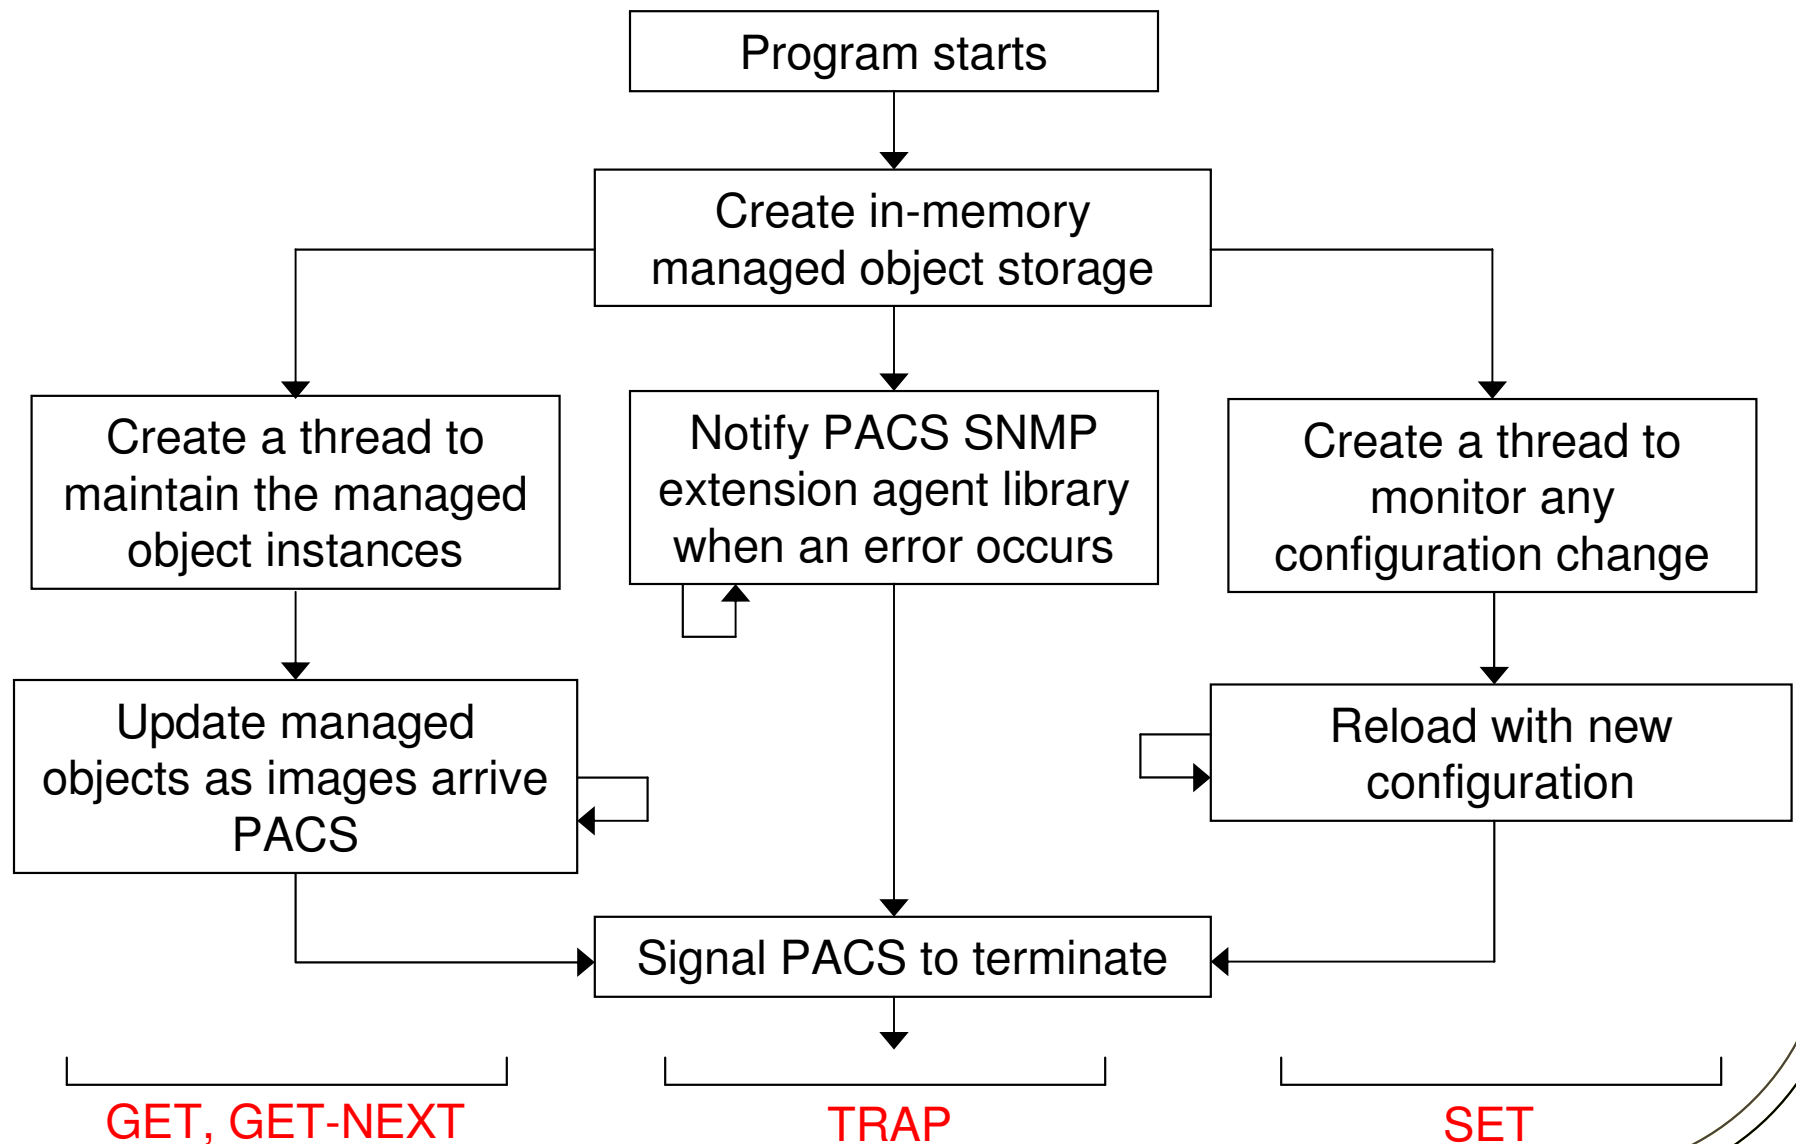 Program starts
Create in-memory
managed object storage
Create a thread to
maintain the managed
object instances
Notify PACS SNMP
extension agent library
when an error occurs
Create a thread to
monitor any
configuration change
Update managed
objects as images arrive
PACS
Reload with new
configuration
Signal PACS to terminate
GET, GET-NEXT
TRAP
SET